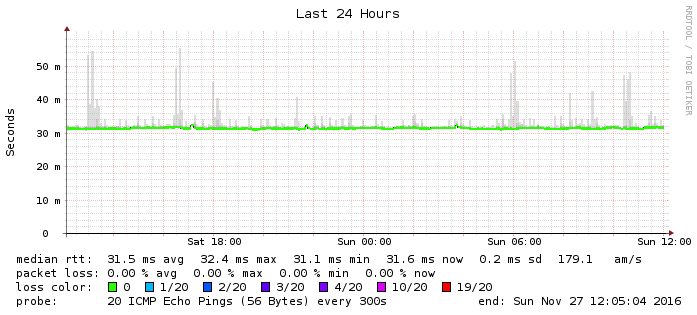 Last 24 Hours
RRDTOOL / TOBI OETIKER
Seconds
50 m
40 m
30 m
20 m
10 m
0
Sat 18:00 Sun 00:00 Sun 06:00 Sun 12:00
median rtt: 31.5 ms avg 32.4 ms max 31.1 ms min 31.6 ms now 0.2 ms sd 179.1 am/s
packet loss: 0.00 % avg 0.00 % max 0.00 % min 0.00 % now
loss color: 0 1/20 2/20 3/20 4/20 10/20 19/20
probe: 20 ICMP Echo Pings (56 Bytes) every 300s end: Sun Nov 27 12:05:04 2016